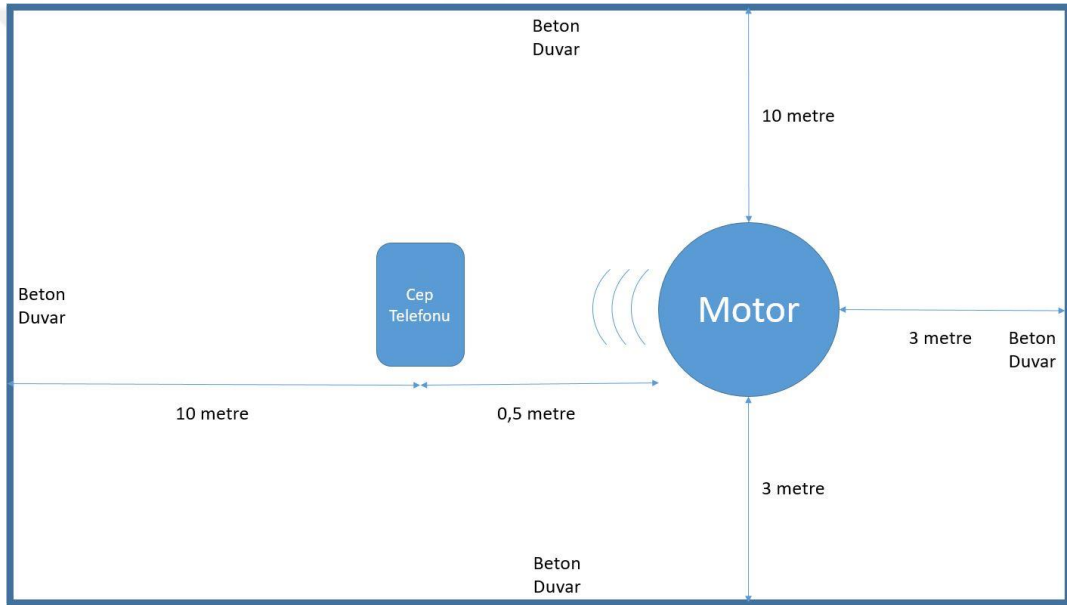 Beton
Duvar
10 metre
Beton
Duvar
Cep
Telefonu
Motor
3 metre
Beton
Duvar
10 metre
0,5 metre
3 metre
Beton
Duvar